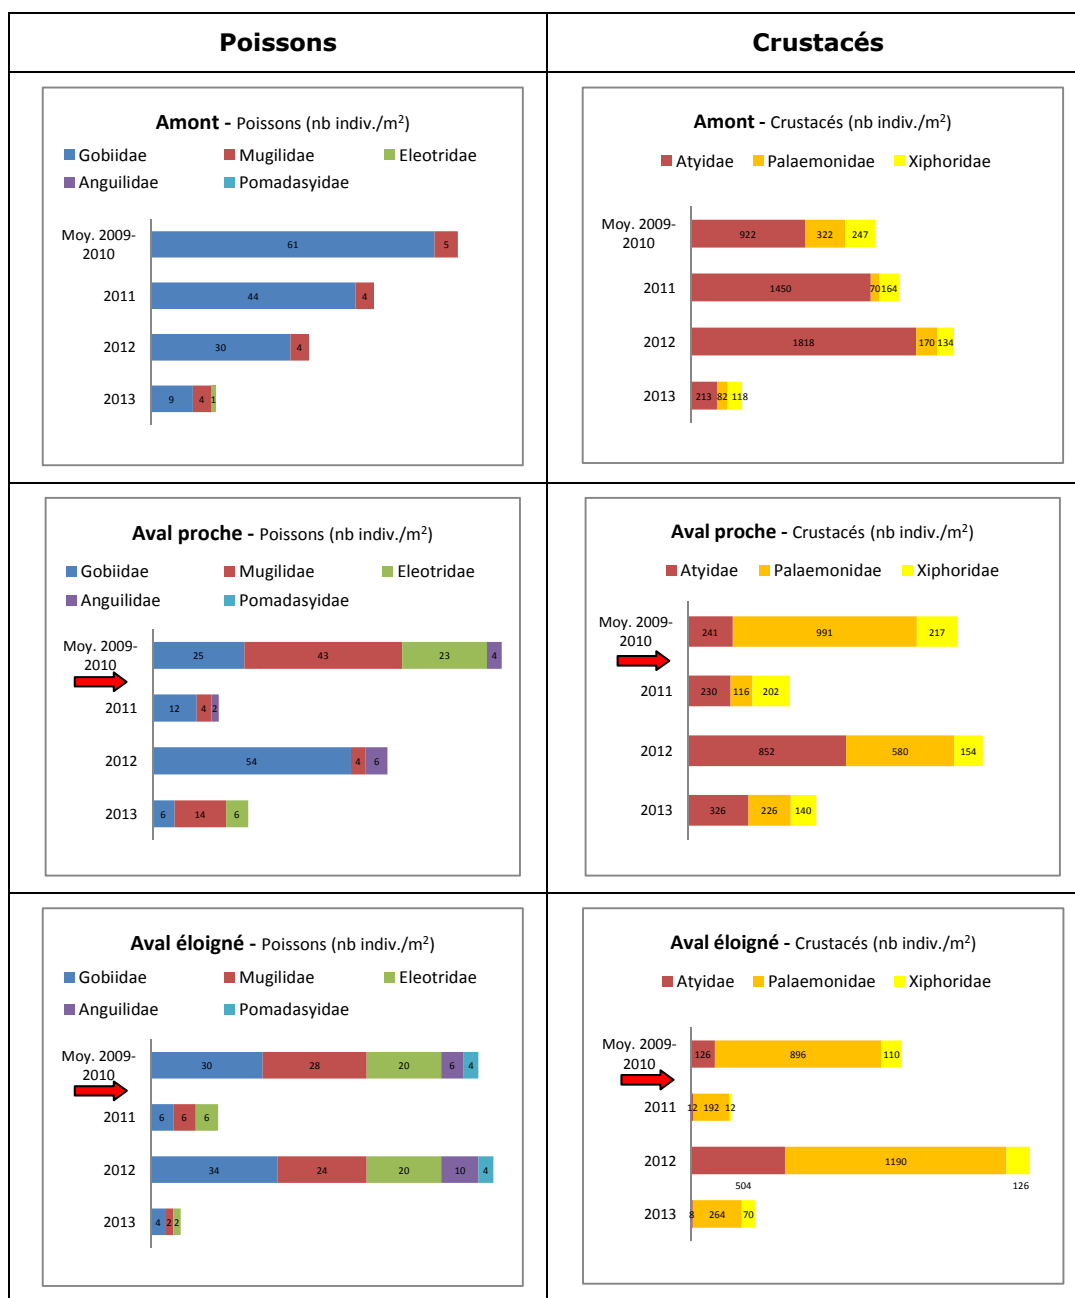 Poissons
Crustacés
Amont - Poissons (nb indiv./m²)
Gobiidae Mugilidae Eleotridae
Anguilidae Pomadasyidae
Moy. 2009-
2010
61 5
2011 44 4
2012 30 4
2013 9 4 1
Amont - Crustacés (nb indiv./m²)
Atyidae Palaemonidae Xiphoridae
Moy. 2009-
2010
922 322 247
2011 1450 70 164
2012 1818 170 134
2013 213 82 118
Aval proche - Poissons (nb indiv./m²)
Gobiidae Mugilidae Eleotridae
Anguilidae Pomadasyidae
Moy. 2009-
2010
25 43 23 4
2011 12 4 2
2012 54 4 6
2013 6 14 6
Aval proche - Crustacés (nb indiv./m²)
Atyidae Palaemonidae Xiphoridae
Moy. 2009-
2010
241 991 217
2011 230 116 202
2012 852 580 154
2013 326 226 140
Aval éloigné - Poissons (nb indiv./m²)
Gobiidae Mugilidae Eleotridae
Anguilidae Pomadasyidae
Moy. 2009-
2010
30 28 20 6 4
2011 6 6 6
2012 34 24 20 10 4
2013 4 2 2
Aval éloigné - Crustacés (nb indiv./m²)
Atyidae Palaemonidae Xiphoridae
Moy. 2009-
2010
126 896 110
2011 12 192 12
2012 1190
504 126
2013 8 264 70